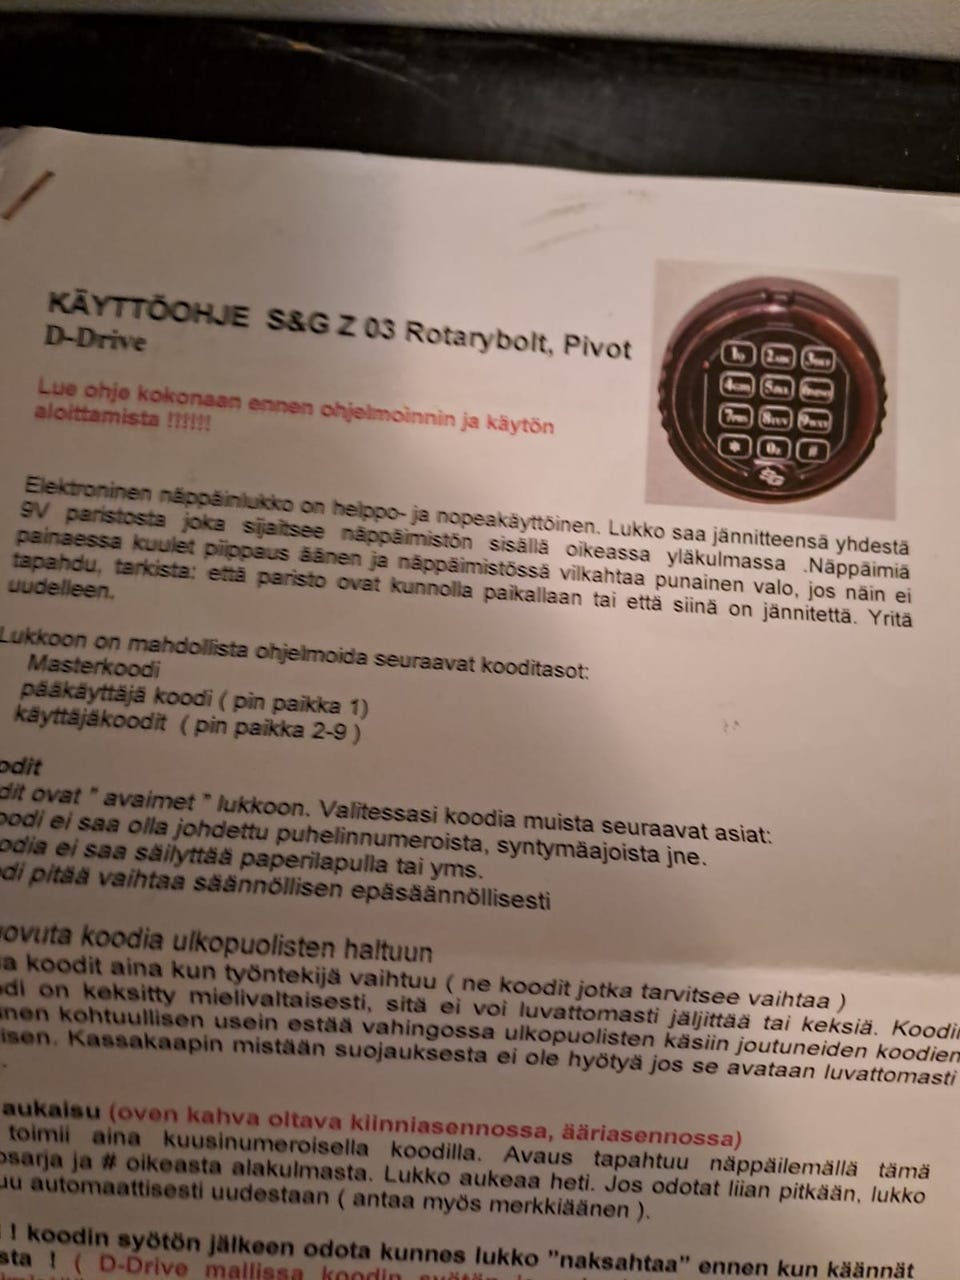 KÄYTTÖOHJE S&G Z 03 Rotarybolt, Pivot
D-Drive
Lue ohje kokonaan ennen ohjelmoinnin ja käytön
aloittamista !!!!!!
Elektroninen näppäinlukko on helppo- ja nopeakäyttöinen. Lukko saa jännitteensä yhdestä
9V paristosta joka sijaitsee näppäimistön sisällä oikeassa yläkulmassa .Näppäimiä
painaessa kuulet piippaus äänen ja näppäimistössä vilkahtaa punainen valo, jos näin ei
tapahdu, tarkista: että paristo ovat kunnolla paikallaan tai että siinä on jännitettä. Yritä
uudelleen.
Lukkoon on mahdollista ohjelmoida seuraavat kooditasot:
Masterkoodi
pääkäyttäjä koodi ( pin paikka 1)
käyttäjäkoodit ( pin paikka 2-9 )
odit
dit ovat " avaimet " lukkoon. Valitessasi koodia muista seuraavat asiat:
oodi ei saa olla johdettu puhelinnumeroista, syntymäajoista jne.
odia ei saa säilyttää paperilapulla tai yms.
di pitää vaihtaa säännöllisen epäsäännöllisesti
ovuta koodia ulkopuolisten haltuun
a koodit aina kun työntekijä vaihtuu ( ne koodit jotka tarvitsee vaihtaa )
di on keksitty mielivaltaisesti, sitä ei voi luvattomasti jäljittää tai keksiä. Koodin
nen kohtuullisen usein estää vahingossa ulkopuolisten käsiin joutuneiden koodien
isen. Kassakaapin mistään suojauksesta ei ole hyötyä jos se avataan luvattomasti
.
aukaisu (oven kahva oltava kiinniasennossa, ääriasennossa)
toimii aina kuusinumeroisella koodilla. Avaus tapahtuu näppäilemällä tämä
osarja ja # oikeasta alakulmasta. Lukko aukeaa heti. Jos odotat liian pitkään, lukko
uu automaattisesti uudestaan ( antaa myös merkkiäänen ).
! koodin syötön jälkeen odota kunnes lukko "naksahtaa" ennen kun käännät
sta ! ( D-Drive mallissa koodin syötön